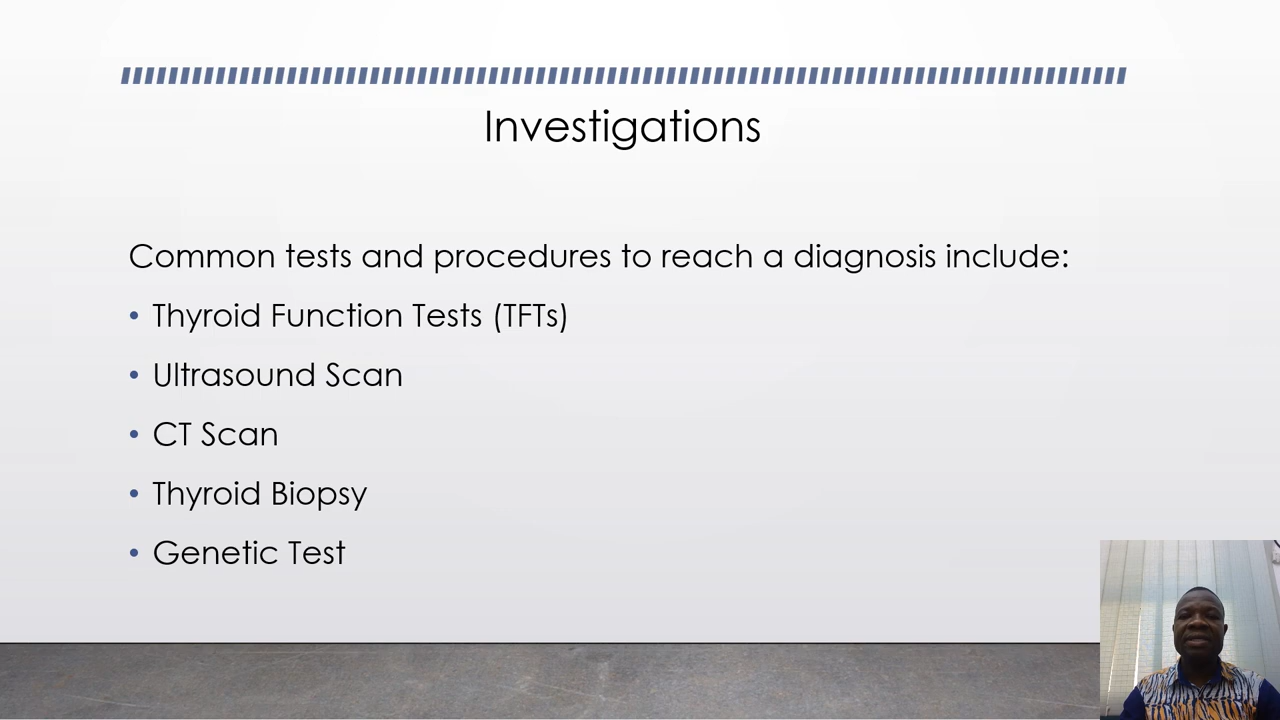 Investigations
Common tests and procedures to reach a diagnosis include:
• Thyroid Function Tests (TFTs)
• Ultrasound Scan
• CT Scan
• Thyroid Biopsy
• Genetic Test